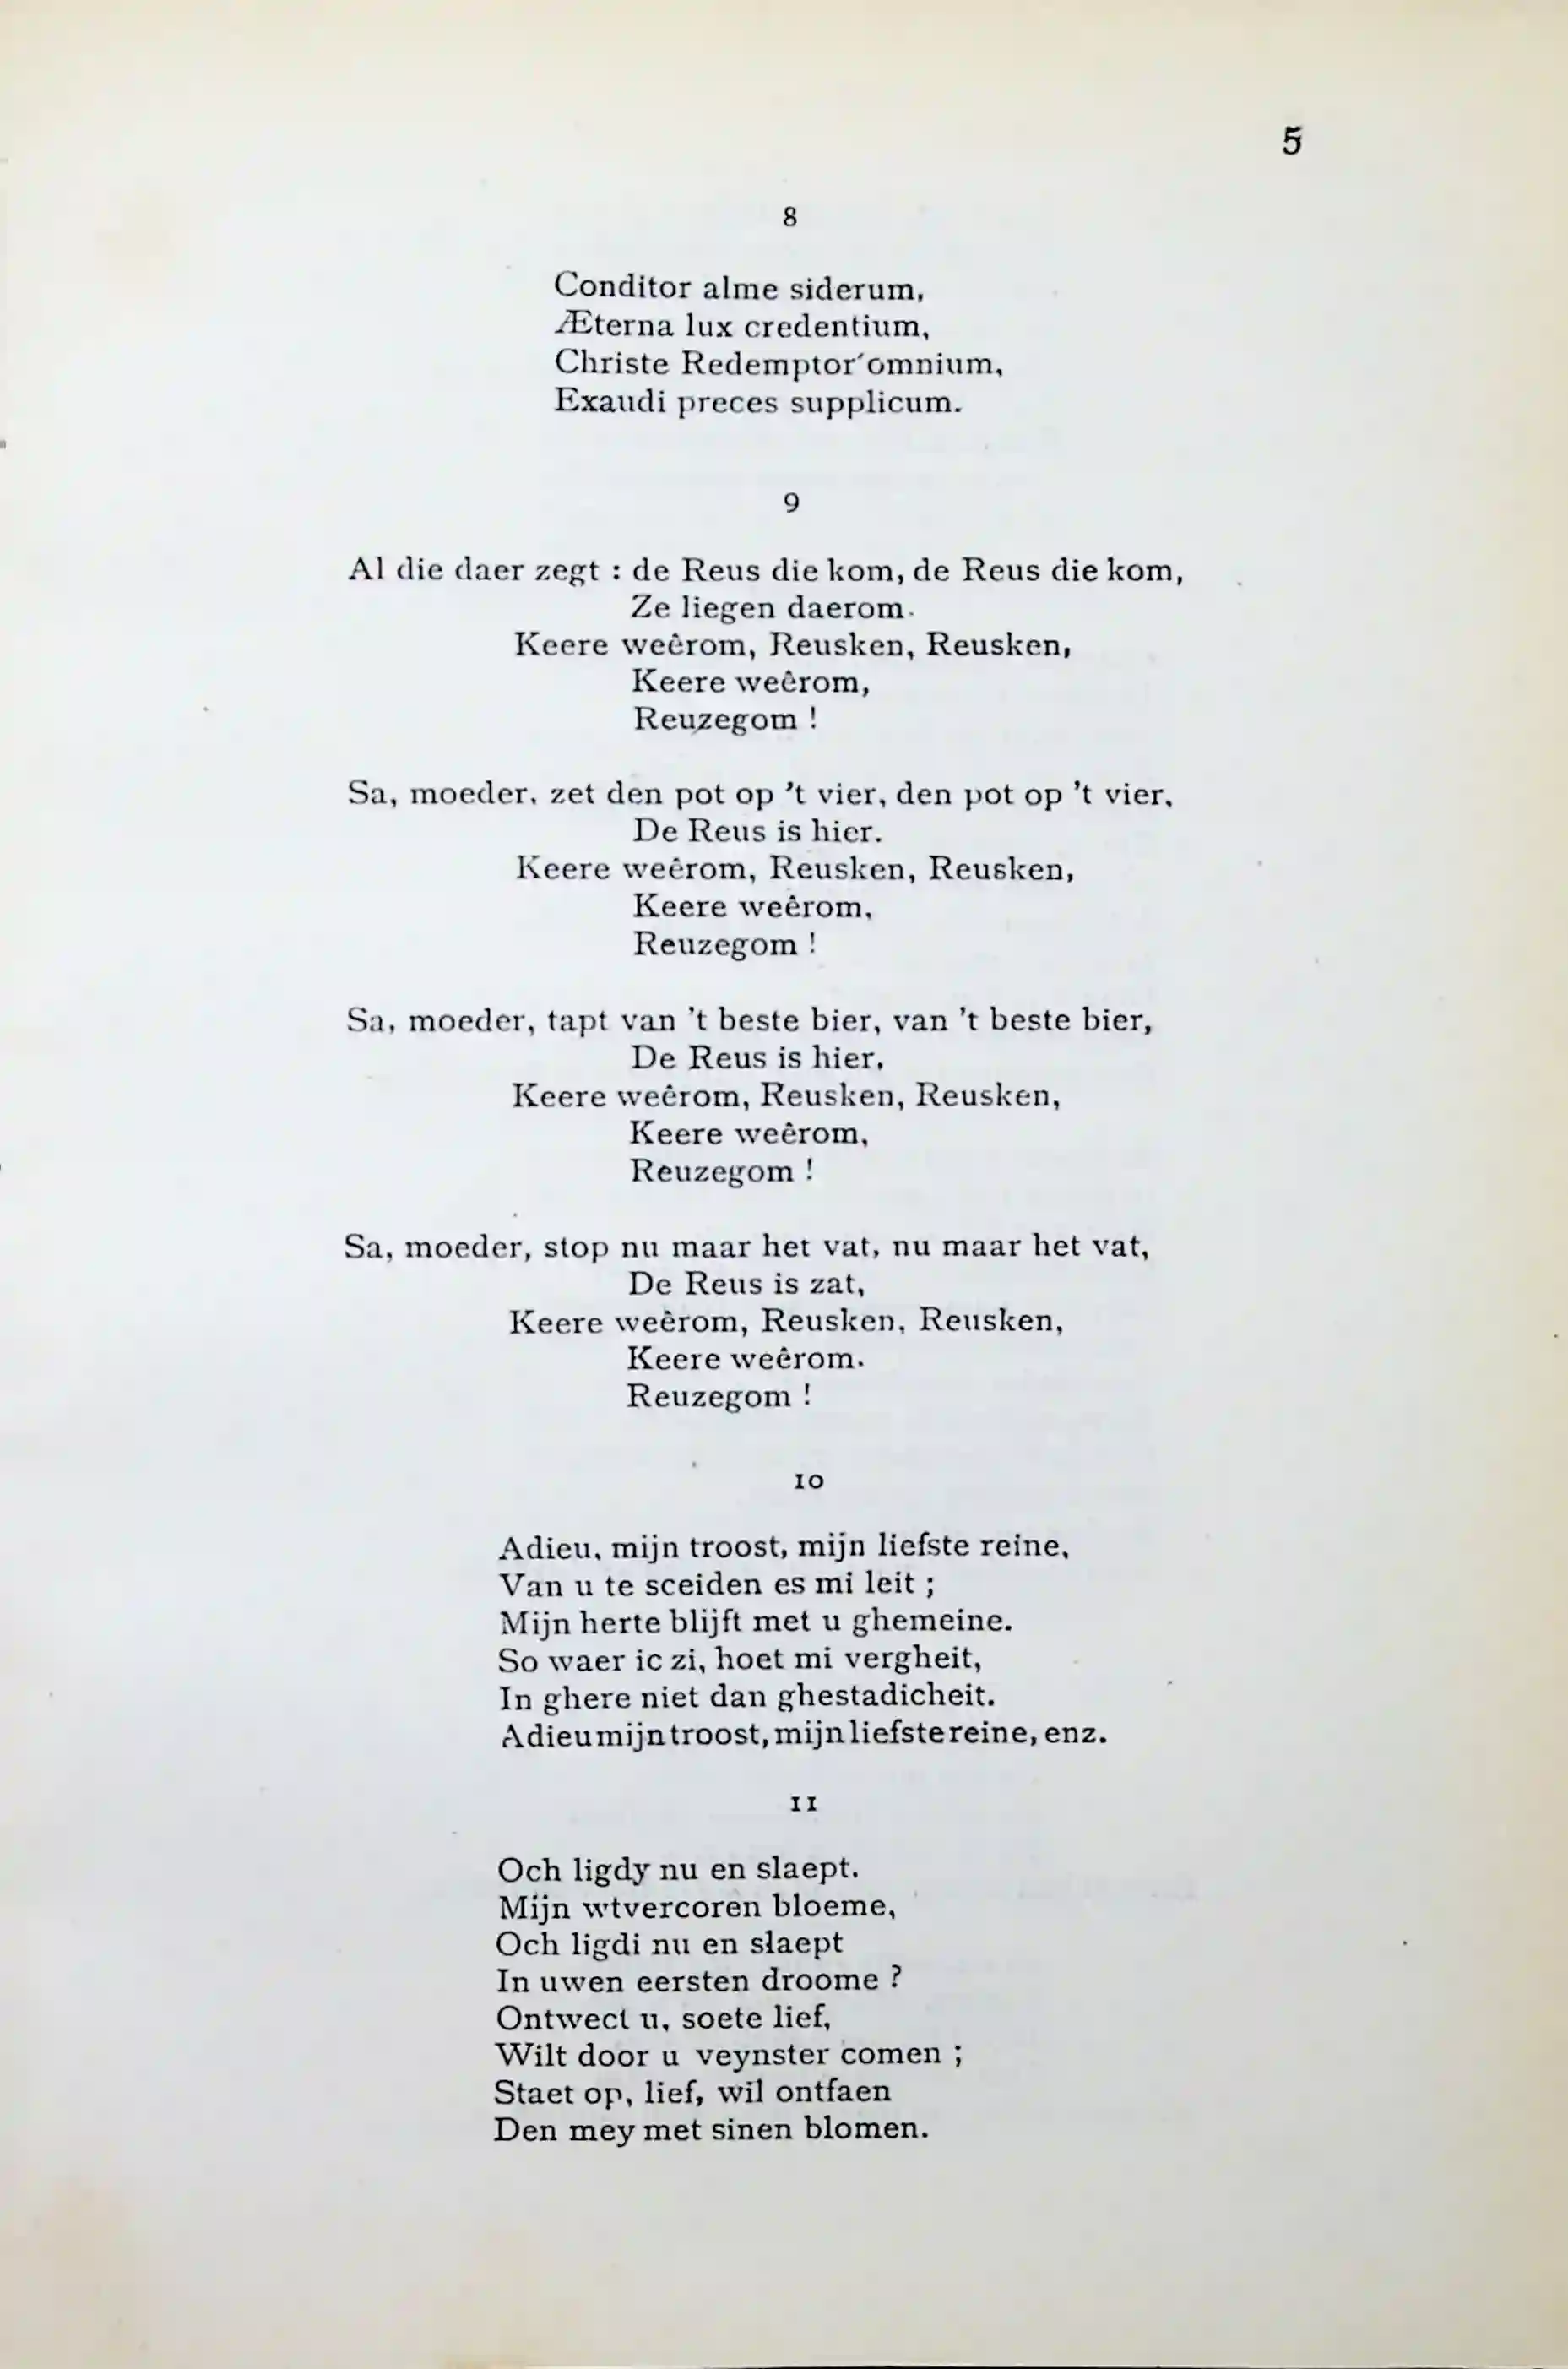 5
8
Conditor alme siderum,
Æterna lux credentium,
Christe Redemptor'omnium,
Exaudi preces supplicum.
9
Al die daer zegt : de Reus die kom, de Reus die kom,
Ze liegen daerom.
Keere weêrom, Reusken, Reusken,
Keere weêrom,
Reuzegom !
Sa, moeder, zet den pot op 't vier, den pot op 't vier,
De Reus is hier.
Keere weêrom, Reusken, Reusken,
Keere weêrom,
Reuzegom !
Sa, moeder, tapt van 't beste bier, van 't beste bier,
De Reus is hier,
Keere weêrom, Reusken, Reusken,
Keere weêrom,
Reuzegom !
Sa, moeder, stop nu maar het vat, nu maar het vat,
De Reus is zat,
Keere weêrom, Reusken, Reusken,
Keere weêrom.
Reuzegom !
10
Adieu, mijn troost, mijn liefste reine,
Van u te sceiden es mi leit ;
Mijn herte blijft met u ghemeine.
So waer ic zi, hoet mi vergheit,
In ghere niet dan ghestadicheit.
Adieu mijn troost, mijn liefste reine, enz.
11
Och ligdy nu en slaept.
Mijn wtvercoren bloeme,
Och ligdi nu en slaept
In uwen eersten droome ?
Ontwect u, soete lief,
Wilt door u veynster comen ;
Staet op, lief, wil ontfaen
Den mey met sinen blomen.